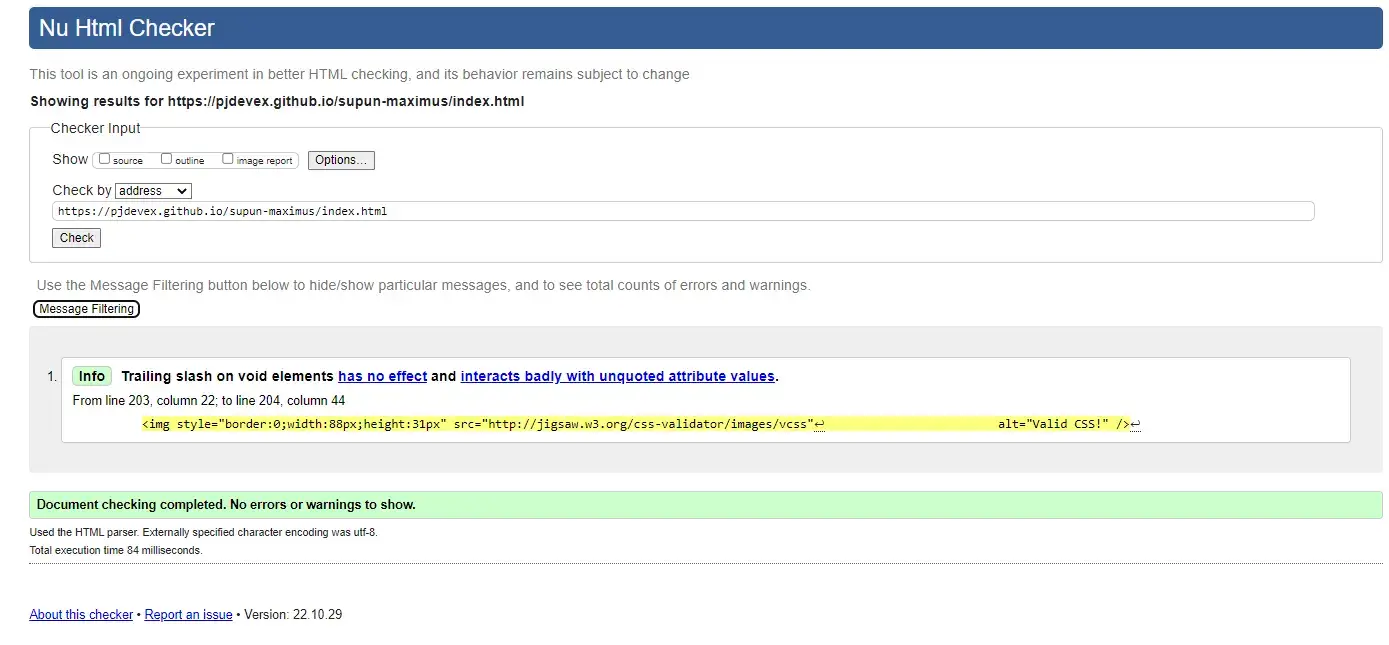 Nu Html Checker
This tool is an ongoing experiment in better HTML checking, and its behavior remains subject to change
Showing results for https://pjdevex.github.io/supun-maximus/index.html
Checker Input
Show source outline image report Options...
Check by address
https://pjdevex.github.io/supun-maximus/index.html
Check
Use the Message Filtering button below to hide/show particular messages, and to see total counts of errors and warnings.
Message Filtering
1. Info Trailing slash on void elements has no effect and interacts badly with unquoted attribute values.
From line 203, column 22; to line 204, column 44
<img style="border:0;width:88px;height:31px" src="http://jigsaw.w3.org/css-validator/images/vcss"↩ alt="Valid CSS!" />↩
Document checking completed. No errors or warnings to show.
Used the HTML parser. Externally specified character encoding was utf-8.
Total execution time 84 milliseconds.
About this checker • Report an issue • Version: 22.10.29